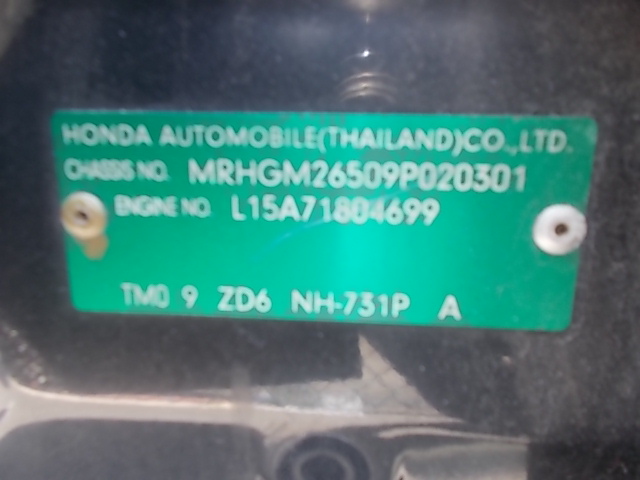 HONDA AUTOMOBILE(THAILAND)CO.,LTD.
CHASSIS NO. MRHGM26509P020301
ENGINE NO. L15A71804699
TM0 9 ZD6 NH-731P A